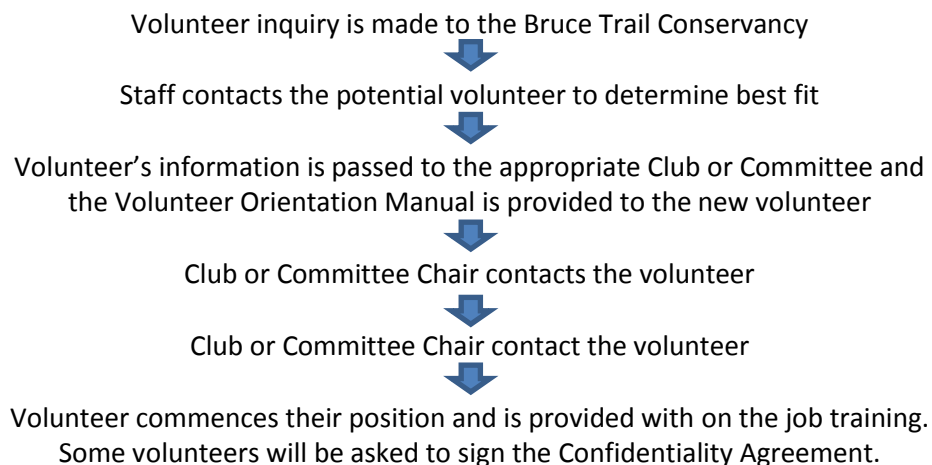 Volunteer inquiry is made to the Bruce Trail Conservancy
Staff contacts the potential volunteer to determine best fit
Volunteer’s information is passed to the appropriate Club or Committee and
the Volunteer Orientation Manual is provided to the new volunteer
Club or Committee Chair contacts the volunteer
Club or Committee Chair contact the volunteer
Volunteer commences their position and is provided with on the job training.
Some volunteers will be asked to sign the Confidentiality Agreement.